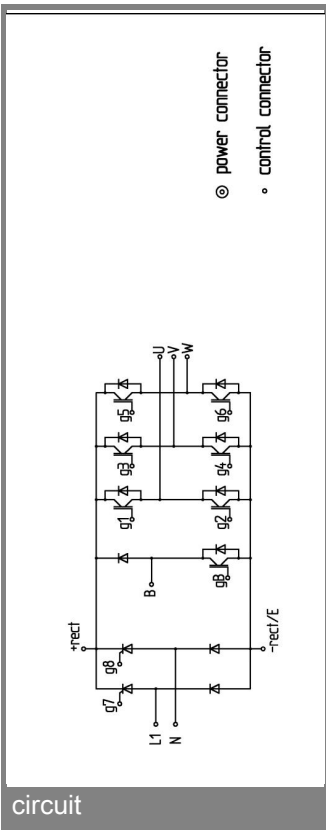 ◎ power connector
∘ control connector
U
V
W
g5
g6
g3
g4
g1
g2
B
gB
+rect
-rect/E
g8
g7
L1
N
circuit